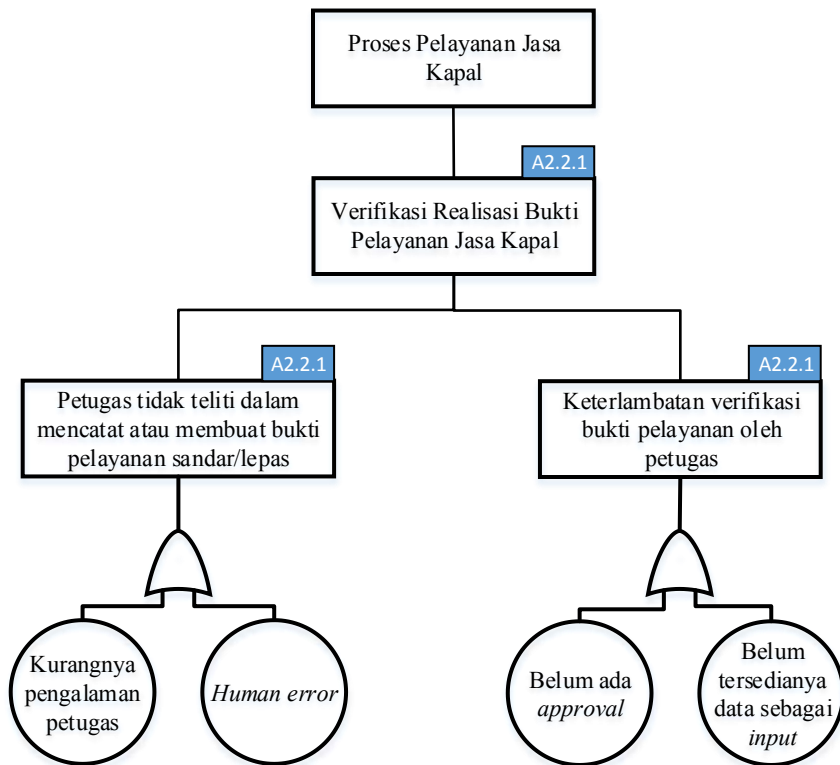 Proses Pelayanan Jasa
Kapal
A2.2.1
Verifikasi Realisasi Bukti
Pelayanan Jasa Kapal
A2.2.1
Petugas tidak teliti dalam
mencatat atau membuat bukti
pelayanan sandar/lepas
A2.2.1
Keterlambatan verifikasi
bukti pelayanan oleh
petugas
Kurangnya
pengalaman
petugas
Human error
Belum ada
approval
Belum
tersedianya
data sebagai
input